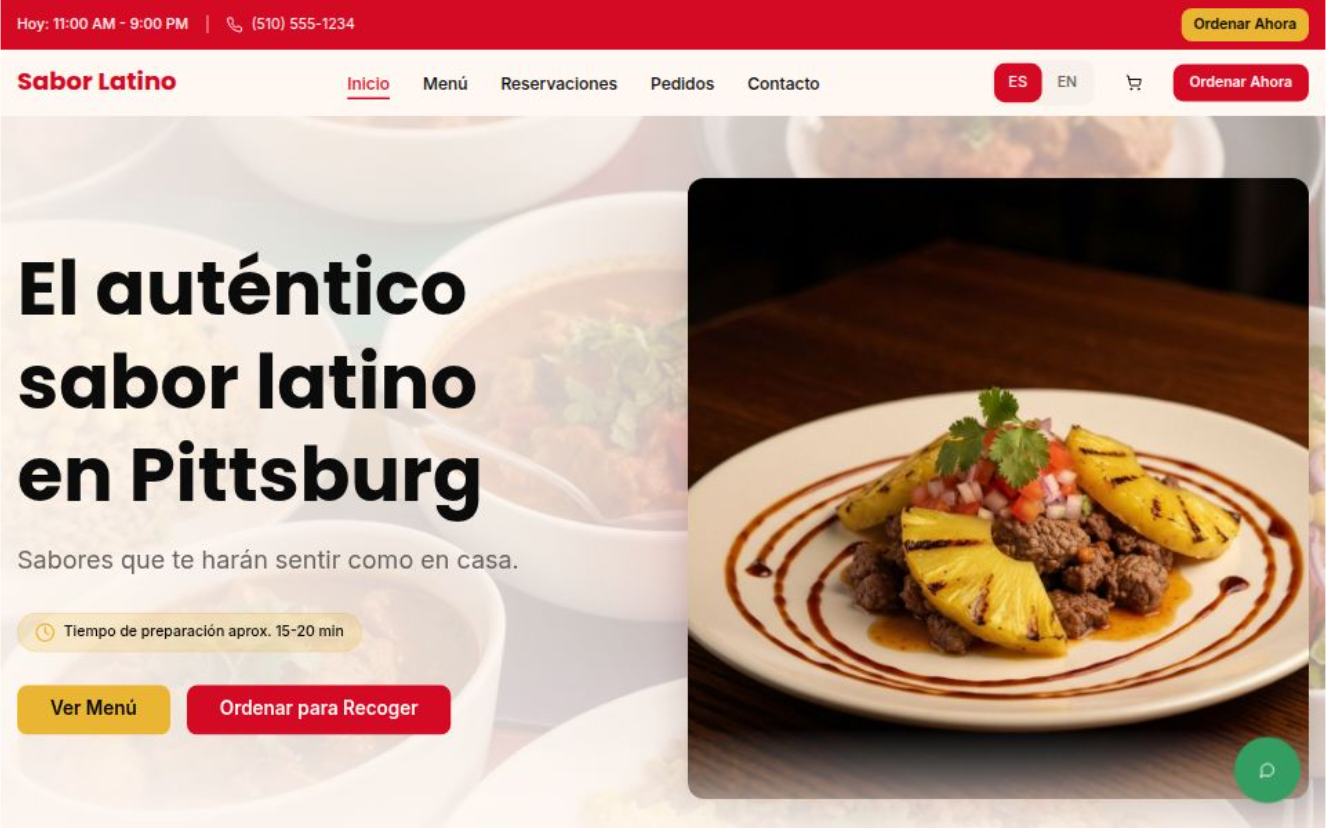 Hoy: 11:00 AM - 9:00 PM | (510) 555-1234
Ordenar Ahora
Sabor Latino
Inicio Menú Reservaciones Pedidos Contacto
ES EN
Ordenar Ahora
El auténtico
sabor latino
en Pittsburg
Sabores que te harán sentir como en casa.
Tiempo de preparación aprox. 15-20 min
Ver Menú
Ordenar para Recoger